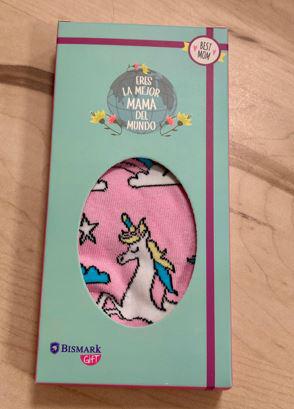 BEST
MOM
ERES
LA MEJOR
MAMA
DEL
MUNDO
BISMARK
GIFT